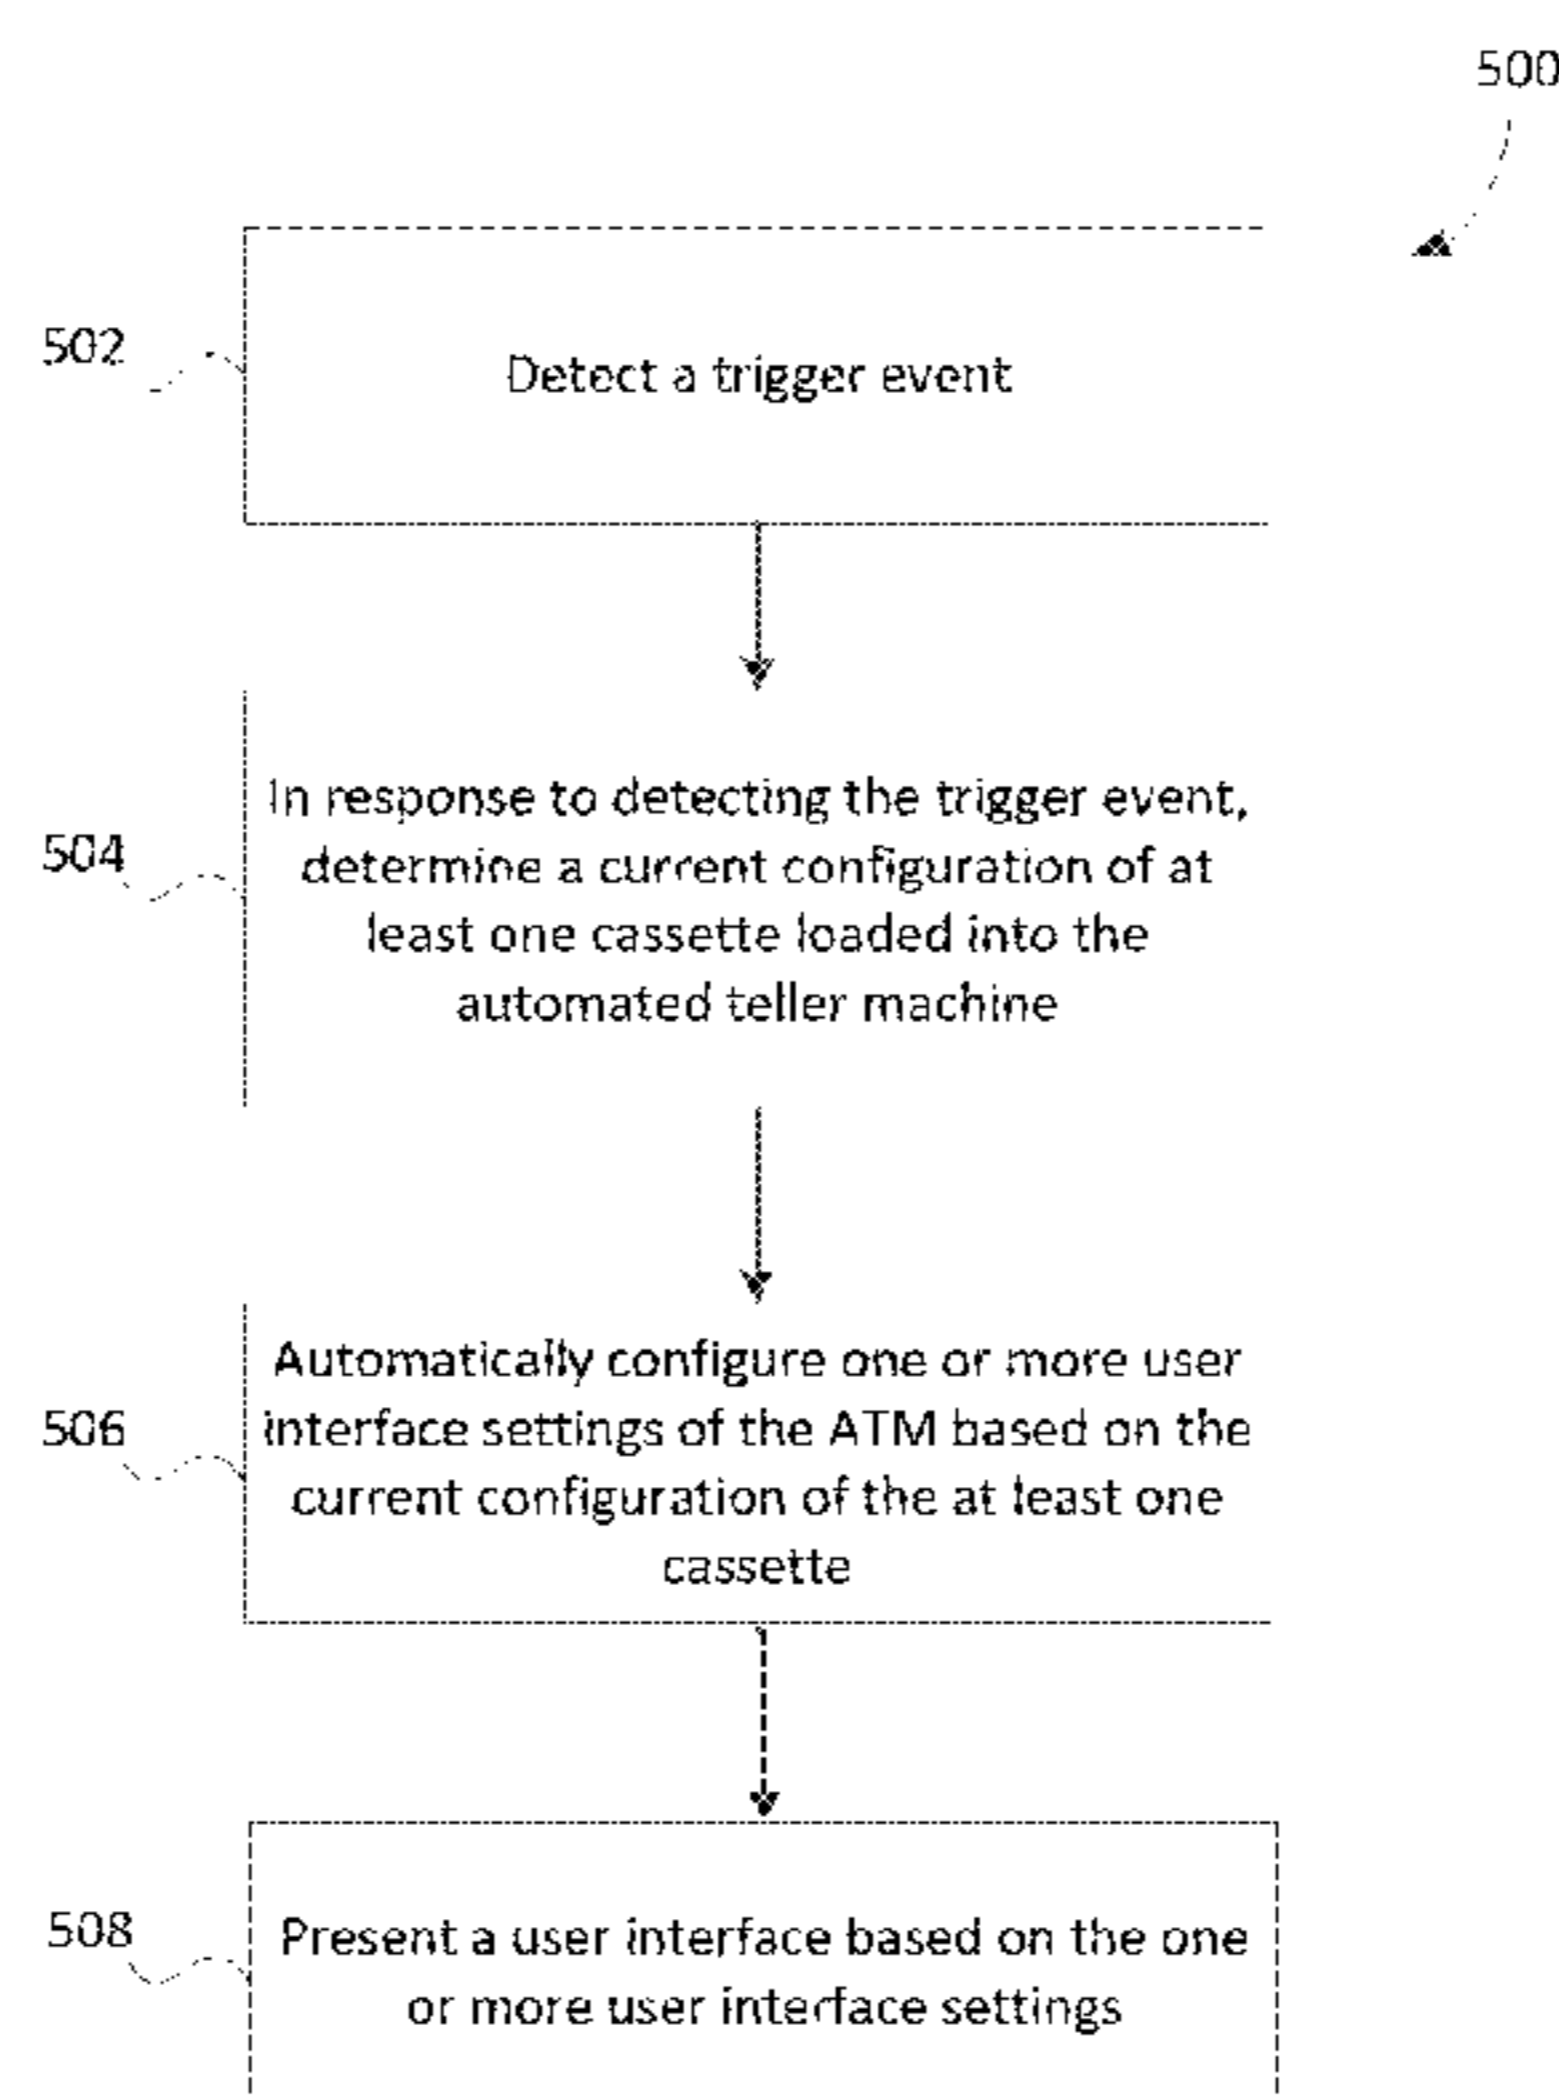 500
502
Detect a trigger event
504
In response to detecting the trigger event,
determine a current configuration of at
least one cassette loaded into the
automated teller machine
506
Automatically configure one or more user
interface settings of the ATM based on the
current configuration of the at least one
cassette
508
Present a user interface based on the one
or more user interface settings